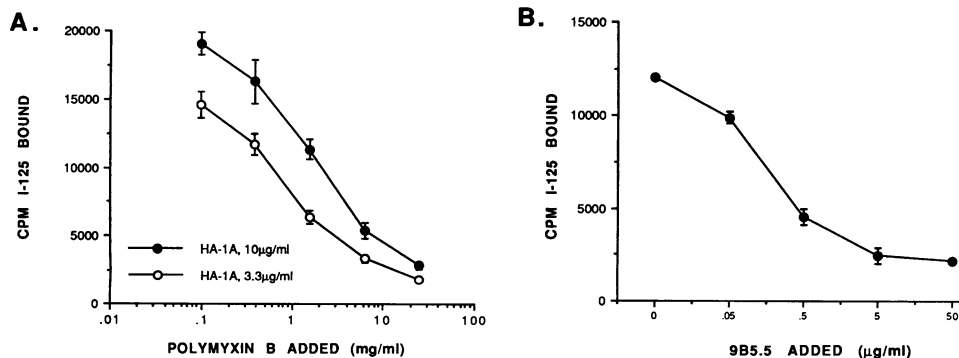 A.
20000
15000
10000
5000
0
CPM I-125 BOUND
HA-1A, 10µg/ml
HA-1A, 3.3µg/ml
.01
.1
1
10
100
POLYMYXIN B ADDED (mg/ml)
B.
15000
10000
5000
0
CPM I-125 BOUND
0
.05
.5
5
50
9B5.5 ADDED (µg/ml)